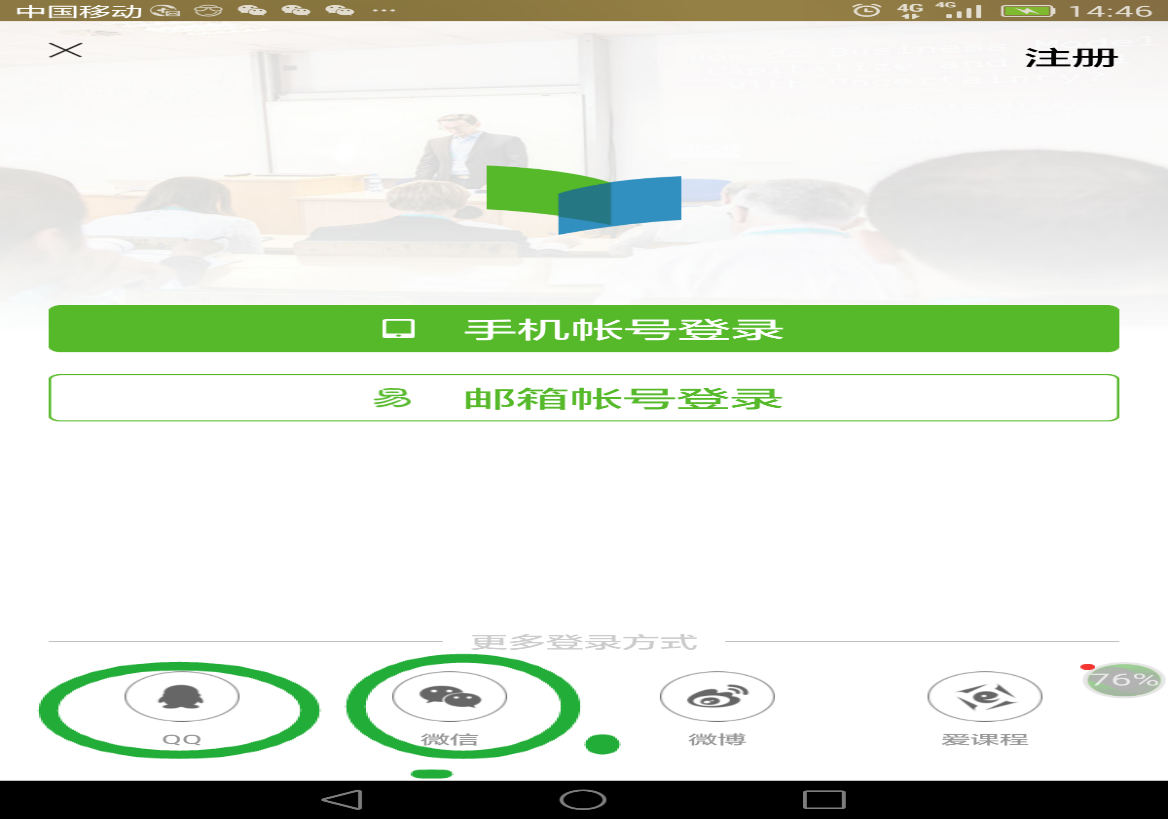 中国移动 ... 4G 4G 14:46
注册
手机帐号登录
易 邮箱帐号登录
更多登录方式
76%
QQ 微信 微博 爱课程